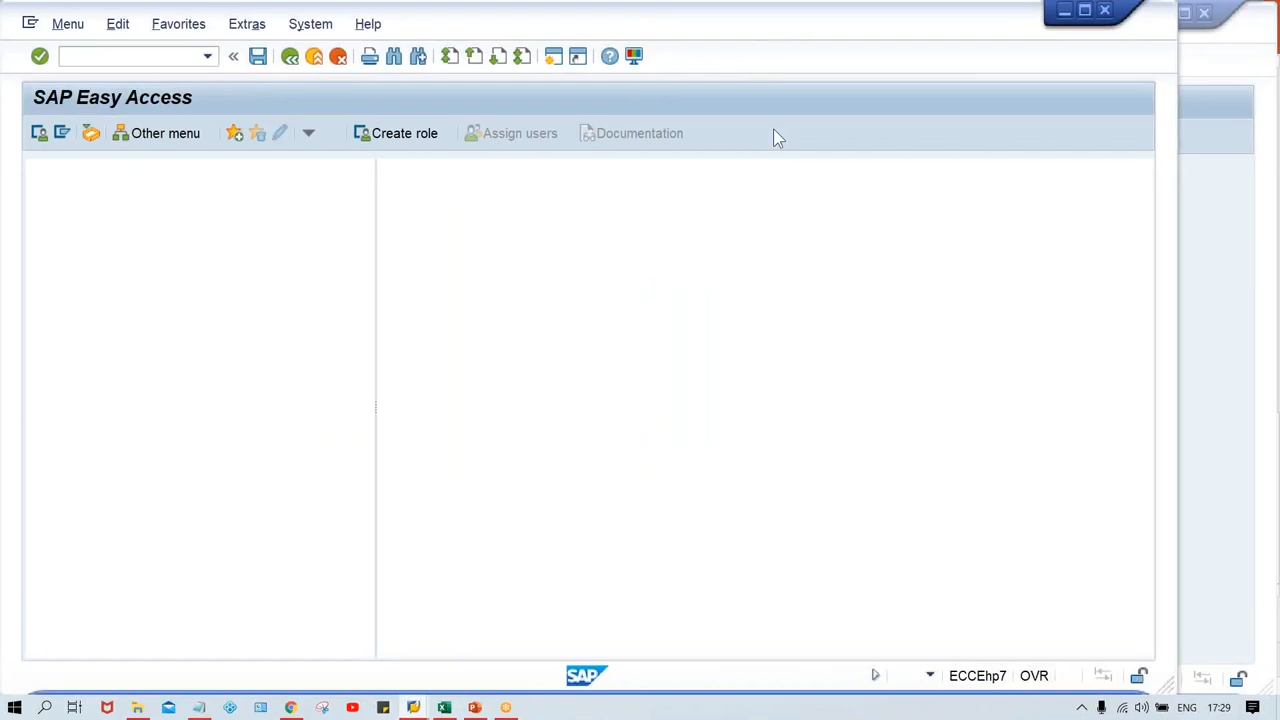 Menu Edit Favorites Extras System Help
SAP Easy Access
Other menu Create role Assign users Documentation
SAP ECCEhp7 OVR
ENG 17:29